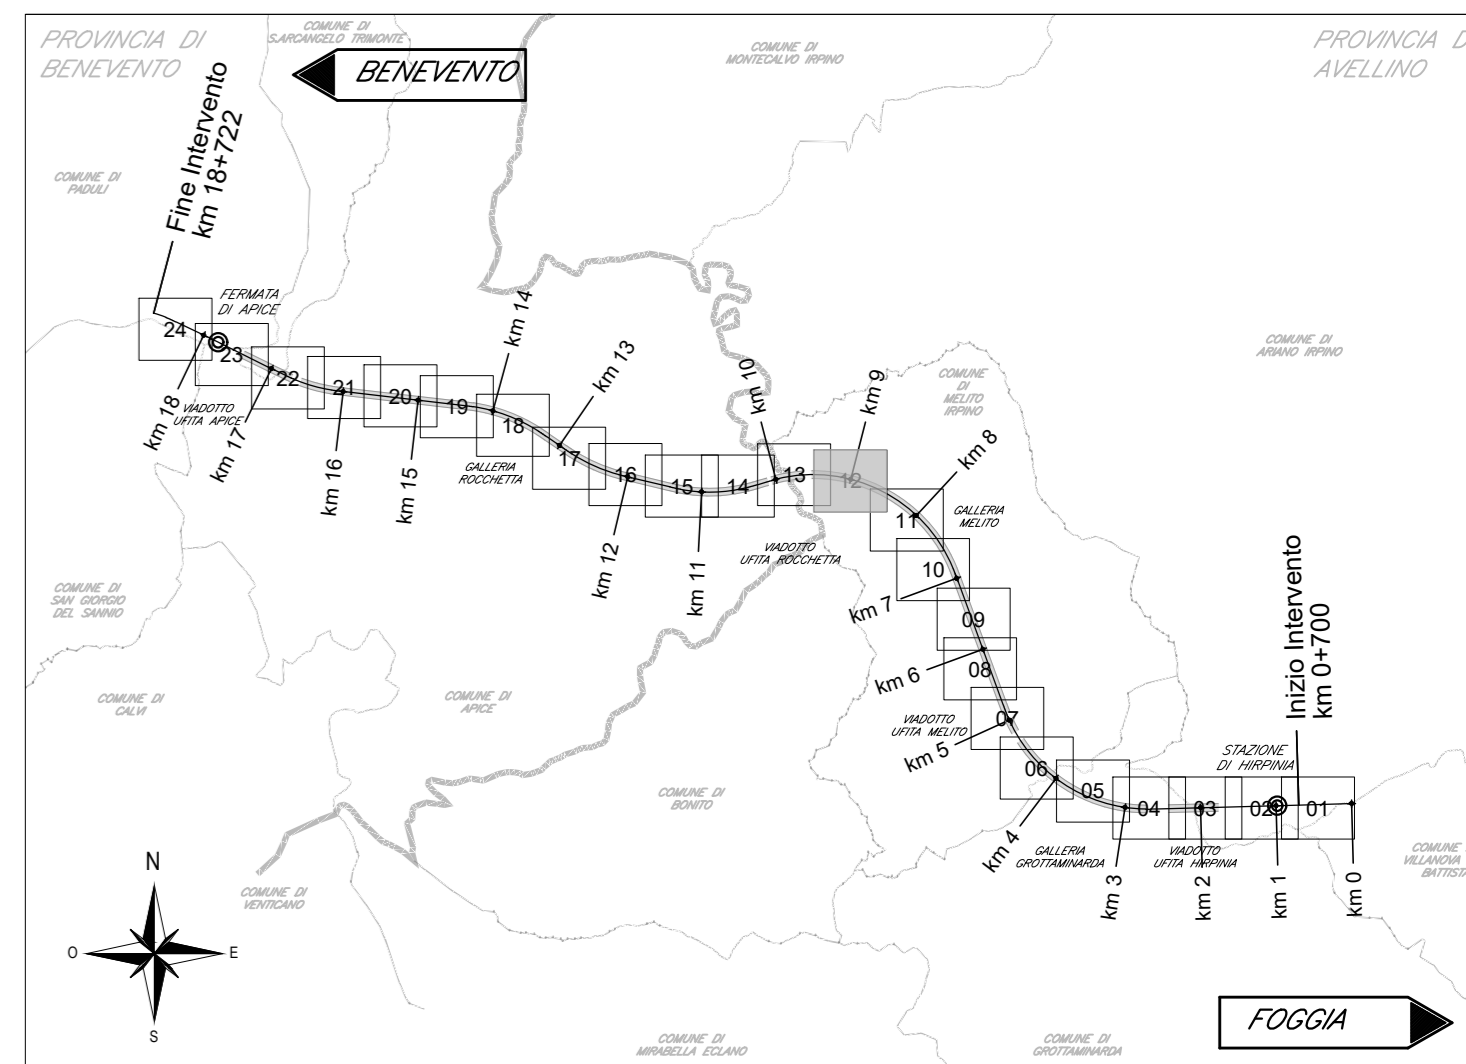 PROVINCIA DI
BENEVENTO
COMUNE DI
S.ARCANGELO TRIMONTE
BENEVENTO
COMUNE DI
MONTECALVO IRPINO
PROVINCIA D
AVELLINO
COMUNE DI
PADULI
Fine Intervento
km 18+722
FERMATA
DI APICE
24
23
22
21
20
19
18
17
16
15
14
13
12
11
10
09
08
07
06
05
04
03
02
01
km 18
km 17
km 16
km 15
km 14
km 13
km 12
km 11
km 10
km 9
km 8
km 7
km 6
km 5
km 4
km 3
km 2
km 1
km 0
VIADOTTO
UFITA APICE
GALLERIA
ROCCHETTA
VIADOTTO
UFITA ROCCHETTA
GALLERIA
MELITO
COMUNE
DI
MELITO
IRPINO
COMUNE DI
ARIANO IRPINO
VIADOTTO
UFITA MELITO
Inizio Intervento
km 0+700
STAZIONE
DI HIRPINIA
GALLERIA
GROTTAMINARDA
VIADOTTO
UFITA HIRPINIA
COMUNE DI
SAN GIORGIO
DEL SANNIO
COMUNE DI
CALVI
COMUNE DI
APICE
COMUNE DI
BONITO
COMUNE DI
VENTICANO
COMUNE
VILLANOVA
BATTIST
N
O
E
S
COMUNE DI
MIRABELLA ECLANO
COMUNE DI
GROTTAMINARDA
FOGGIA